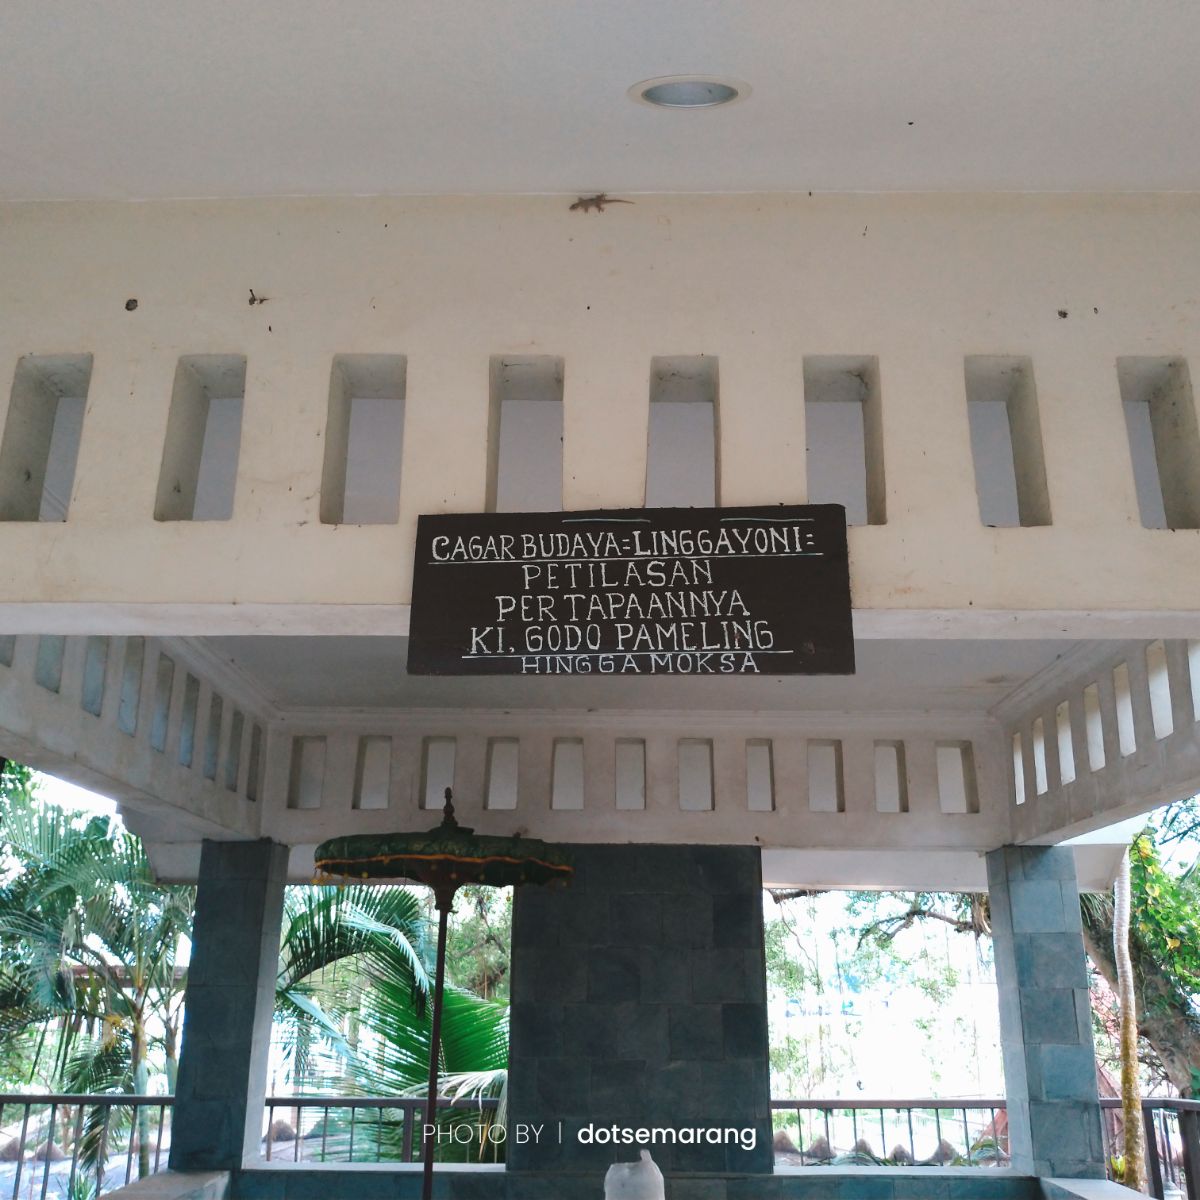 CAGAR BUDAYA=LINGGAYONI=
PETILASAN
PERTAPAANNYA
KI. GODO PAMELING
HINGGA MOKSA
PHOTO BY | dotsemarang